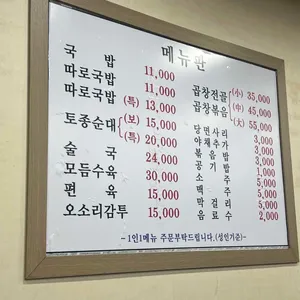 메뉴판
국밥 11,000
따로국밥 11,000
따로국밥 (특) 13,000
토종순대 (보) 15,000
(특) 20,000
술국 24,000
모듬수육 30,000
편육 15,000
오소리감투 15,000
곱창전골 (小) 35,000
곱창볶음 (中) 45,000
(大) 55,000
당면사리 3,000
야채추가 3,000
볶음밥 3,000
공기밥 1,000
소주 5,000
맥주 5,000
막걸리 5,000
음료수 2,000
-1인1메뉴 주문부탁드립니다.(성인기준)-